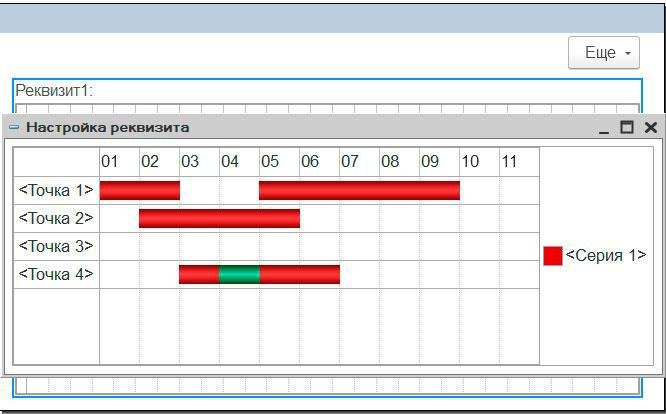 Еще
Реквизит1:
Настройка реквизита
01 02 03 04 05 06 07 08 09 10 11
<Точка 1>
<Точка 2>
<Точка 3>
<Серия 1>
<Точка 4>